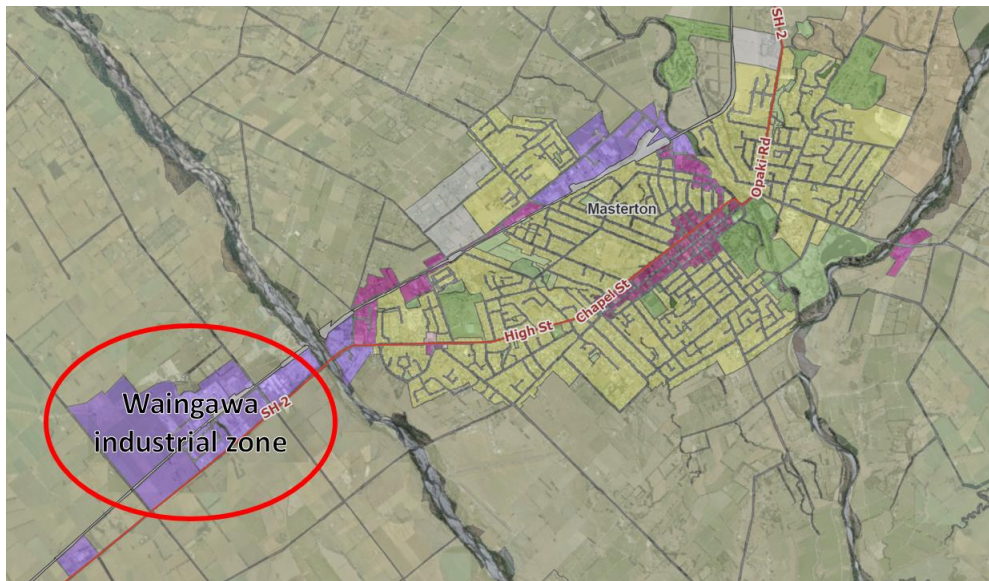 SH 2
Opaki Rd
Masterton
Chapel St
High St
SH 2
Waingawa
industrial zone